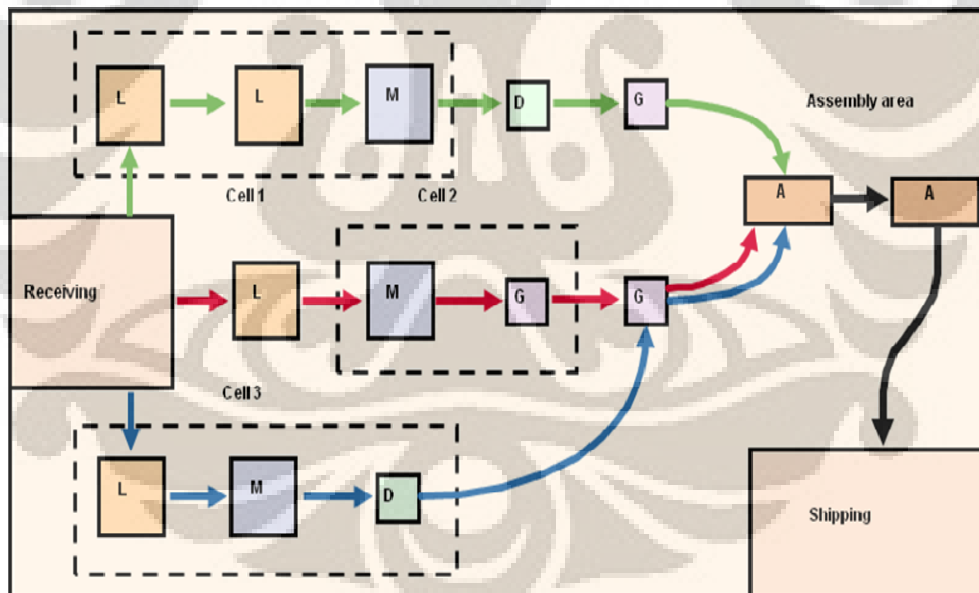 L
L
M
D
G
Assembly area
Cell 1
Cell 2
A
A
Receiving
L
M
G
G
Cell 3
L
M
D
Shipping